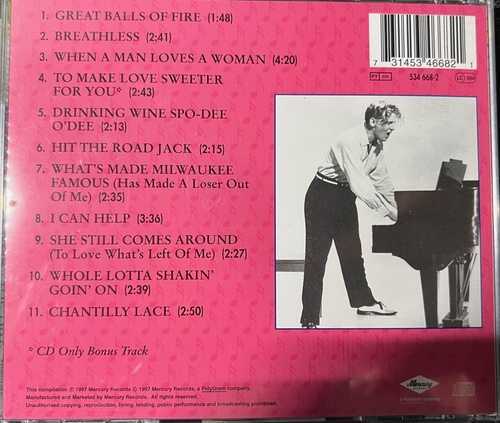 1. GREAT BALLS OF FIRE (1:48)
2. BREATHLESS (2;41)
3. WHEN A MAN LOVES A WOMAN (4:20)
4. TO MAKE LOVE SWEETER
FOR YOU* (2:43)
5. DRINKING WINE SPO-DEE
O'DEE (2:13)
6. HIT THE ROAD JACK (2:15)
7. WHAT'S MADE MILWAUKEE
FAMOUS (Has Made A Loser Out
Of Me) (2:35)
8. I CAN HELP (3:36)
9. SHE STILL COMES AROUND
(To Love What's Left Of Me) (2:27)
10. WHOLE LOTTA SHAKIN'
GOIN' ON (2:39)
11. CHANTILLY LACE (2:50)
* CD Only Bonus Track
This compilation ℗ 1997 Mercury Records © 1997 Mercury Records, a PolyGram company.
Manufactured and Marketed by Mercury Records. All rights reserved.
Unauthorised copying, reproduction, hiring, lending, public performance and broadcasting prohibited.
7 31453 46682 1
534 668-2
Mercury